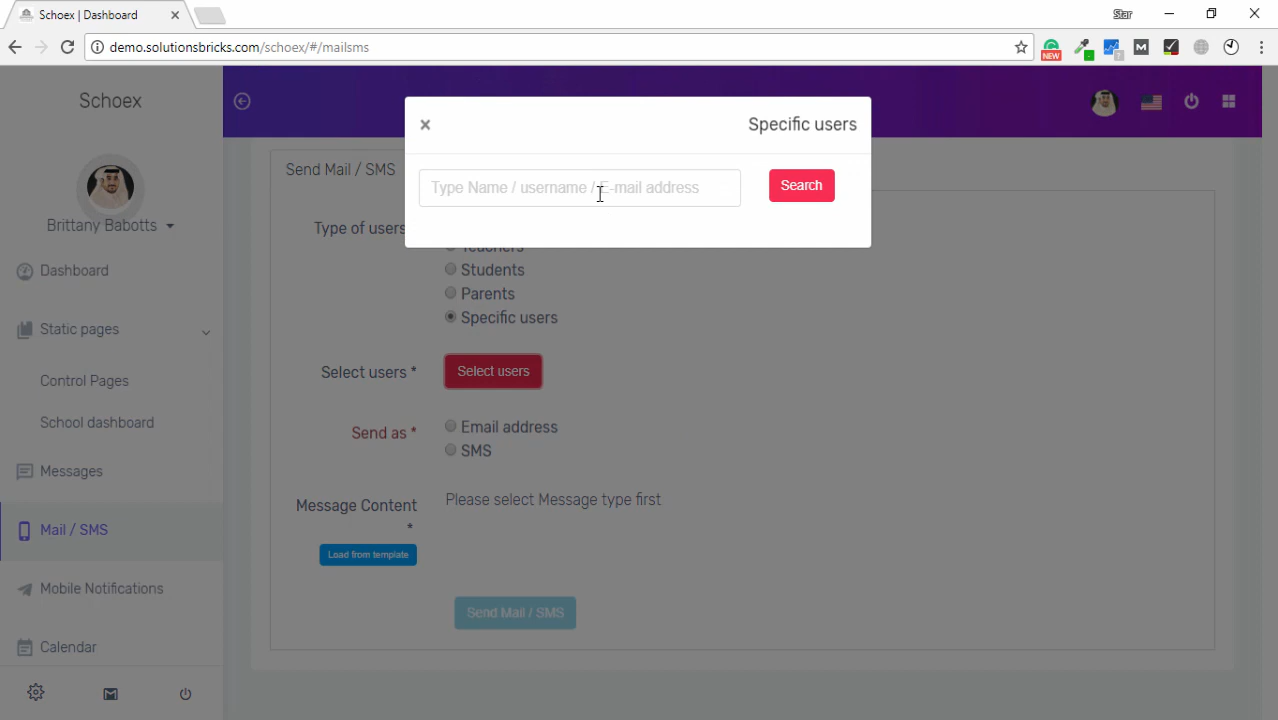 Schoex | Dashboard
Star
demo.solutionsbricks.com/schoex/#/mailsms
NEW
Schoex
Brittany Babotts
Dashboard
Static pages
Control Pages
School dashboard
Messages
Mail / SMS
Mobile Notifications
Calendar
Specific users
Type Name / username / E-mail address
Search
Send Mail / SMS
Type of users
Teachers
Students
Parents
Specific users
Select users *
Select users
Send as *
Email address
SMS
Message Content
*
Please select Message type first
Load from template
Send Mail / SMS